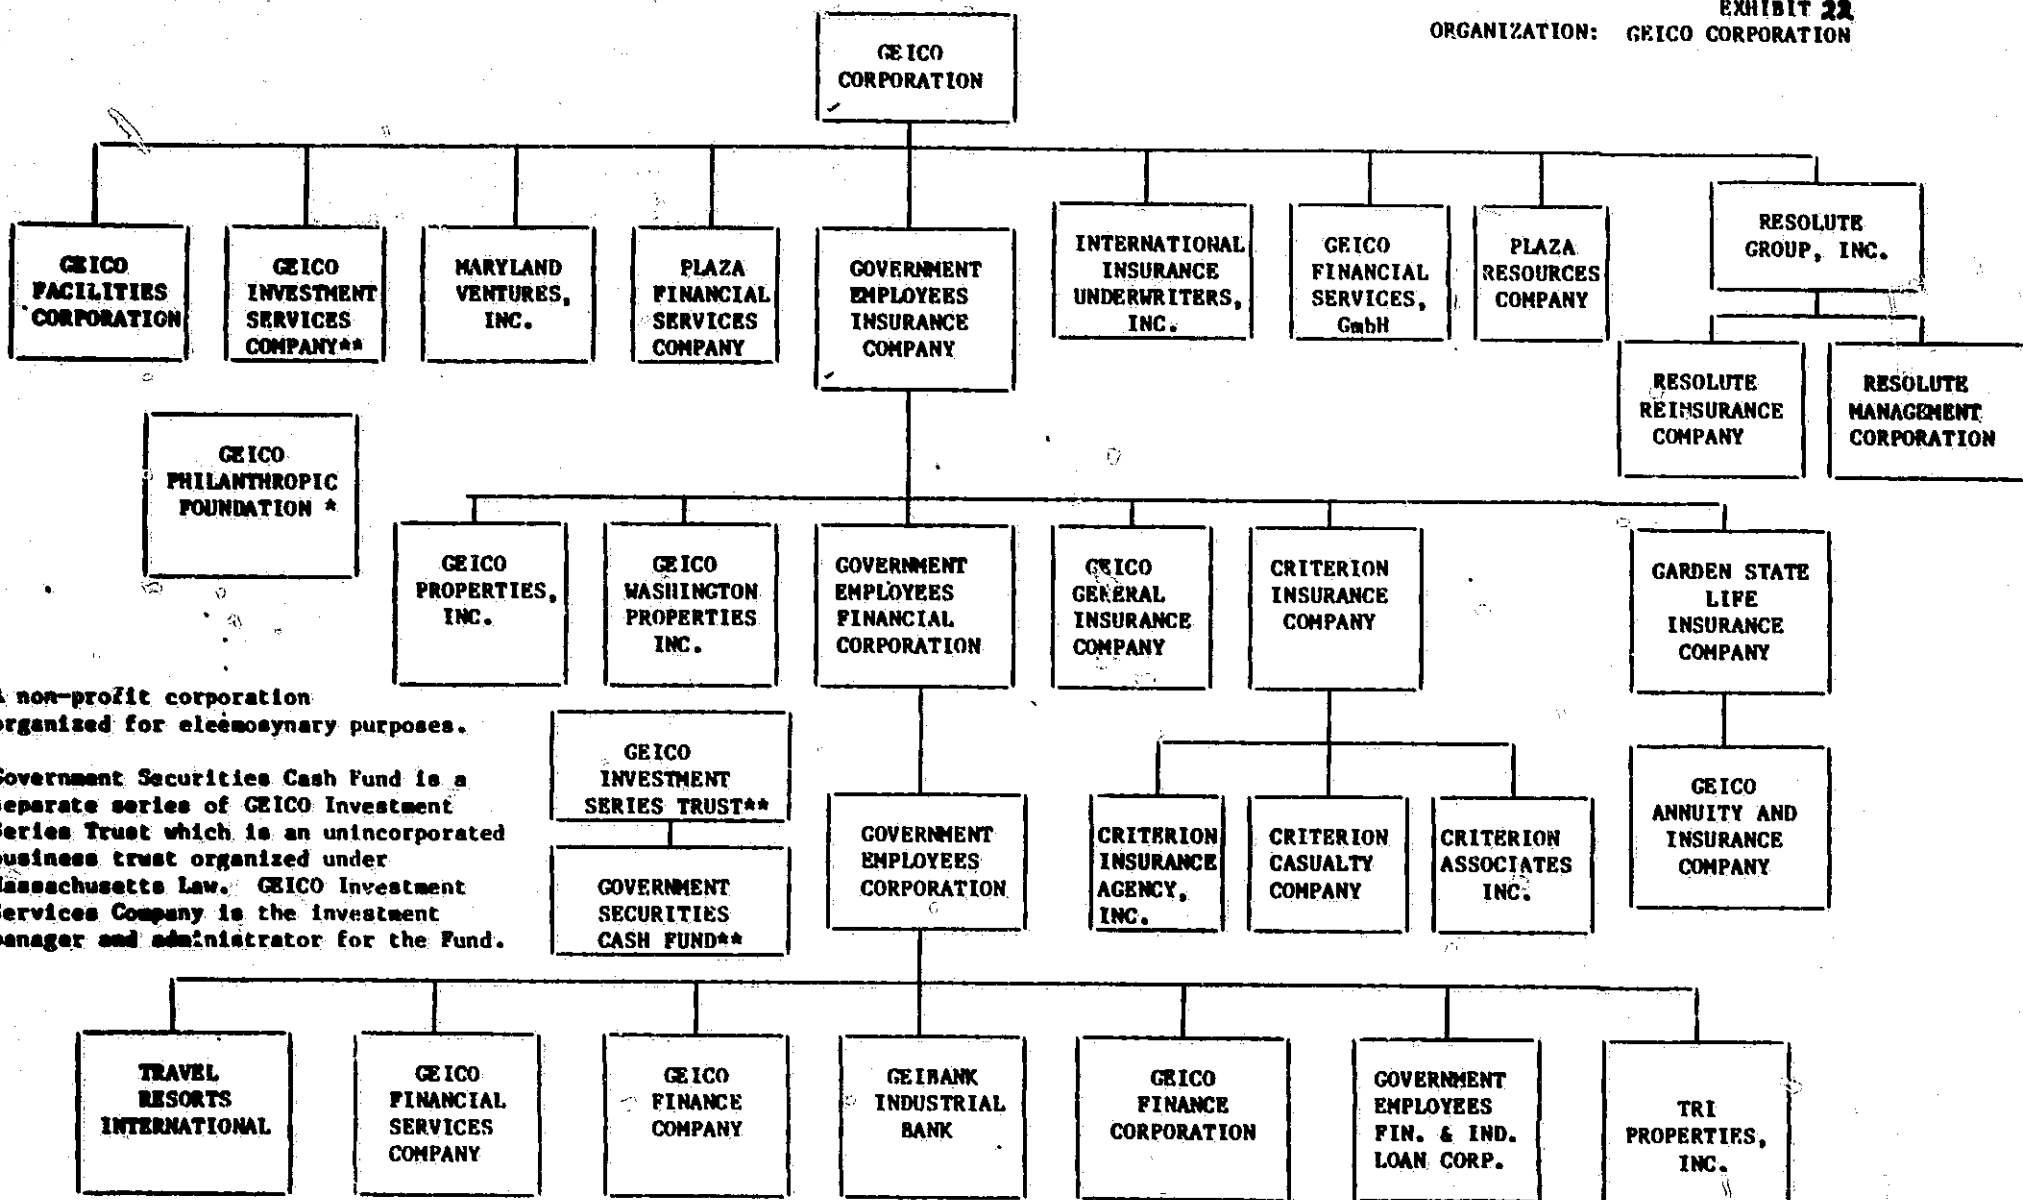 EXHIBIT 22
ORGANIZATION: GEICO CORPORATION
GEICO
CORPORATION
GEICO
FACILITIES
CORPORATION
GEICO
INVESTMENT
SERVICES
COMPANY**
MARYLAND
VENTURES,
INC.
PLAZA
FINANCIAL
SERVICES
COMPANY
GOVERNMENT
EMPLOYEES
INSURANCE
COMPANY
INTERNATIONAL
INSURANCE
UNDERWRITERS,
INC.
GEICO
FINANCIAL
SERVICES,
GmbH
PLAZA
RESOURCES
COMPANY
RESOLUTE
GROUP, INC.
RESOLUTE
REINSURANCE
COMPANY
RESOLUTE
MANAGEMENT
CORPORATION
GEICO
PHILANTHROPIC
FOUNDATION *
GEICO
PROPERTIES,
INC.
GEICO
WASHINGTON
PROPERTIES
INC.
GOVERNMENT
EMPLOYEES
FINANCIAL
CORPORATION
GEICO
GENERAL
INSURANCE
COMPANY
CRITERION
INSURANCE
COMPANY
GARDEN STATE
LIFE
INSURANCE
COMPANY
A non-profit corporation
organized for eleemosynary purposes.
Government Securities Cash Fund is a
separate series of GEICO Investment
Series Trust which is an unincorporated
business trust organized under
Massachusetts Law. GEICO Investment
Services Company is the investment
manager and administrator for the Fund.
GEICO
INVESTMENT
SERIES TRUST**
GOVERNMENT
SECURITIES
CASH FUND**
GOVERNMENT
EMPLOYEES
CORPORATION
CRITERION
INSURANCE
AGENCY,
INC.
CRITERION
CASUALTY
COMPANY
CRITERION
ASSOCIATES
INC.
GEICO
ANNUITY AND
INSURANCE
COMPANY
TRAVEL
RESORTS
INTERNATIONAL
GEICO
FINANCIAL
SERVICES
COMPANY
GEICO
FINANCE
COMPANY
GEIBANK
INDUSTRIAL
BANK
GEICO
FINANCE
CORPORATION
GOVERNMENT
EMPLOYEES
FIN. & IND.
LOAN CORP.
TRI
PROPERTIES,
INC.